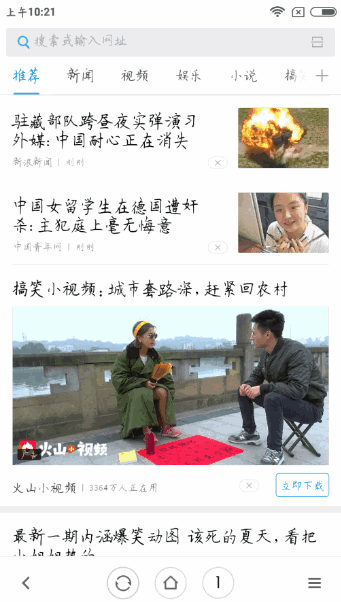 上午10:21
搜索或输入网址
推荐 新闻 视频 娱乐 小说 搞
驻藏部队跨昼夜实弹演习
外媒:中国耐心正在消失
新浪新闻 | 刚刚
中国女留学生在德国遭奸
杀:主犯庭上毫无悔意
中国青年网 | 刚刚
搞笑小视频:城市套路深,赶紧回农村
火山小视频
火山小视频 | 3364万人正在用
立即下载
最新一期内涵爆笑动图 该死的夏天,看把
小姐姐热的
1